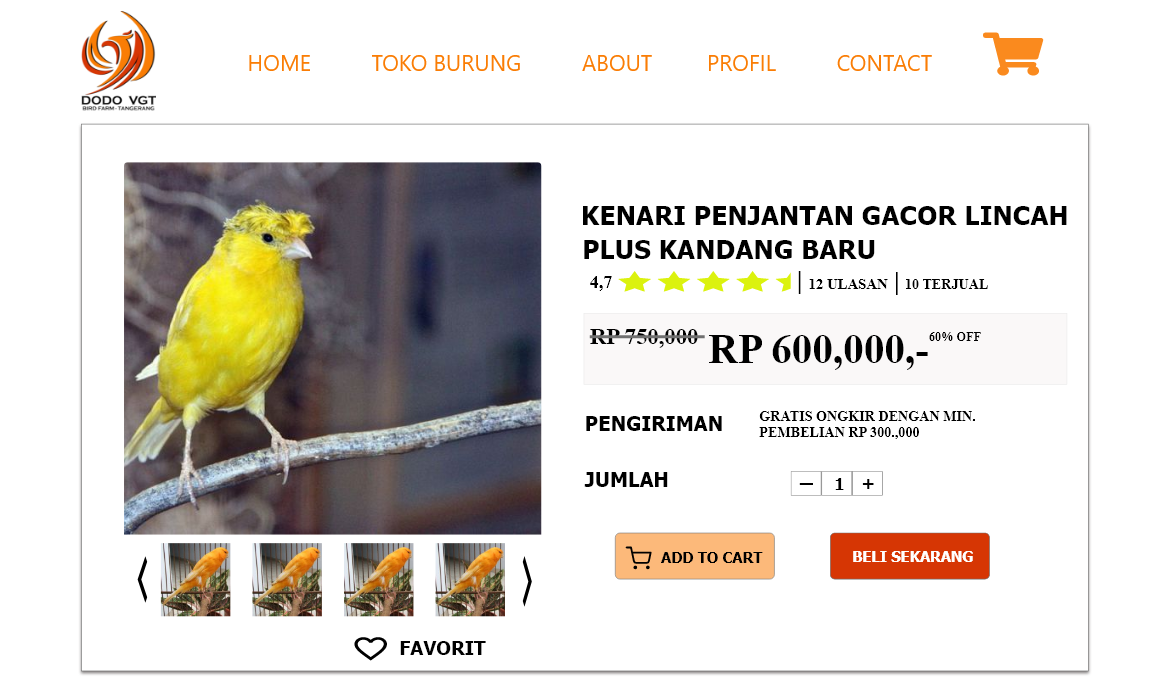 DODO VGT
BIRD FARM - TANGERANG
HOME TOKO BURUNG ABOUT PROFIL CONTACT
KENARI PENJANTAN GACOR LINCAH
PLUS KANDANG BARU
4,7 12 ULASAN 10 TERJUAL
RP 750,000 RP 600,000,- 60% OFF
PENGIRIMAN GRATIS ONGKIR DENGAN MIN.
PEMBELIAN RP 300.,000
JUMLAH 1
ADD TO CART BELI SEKARANG
FAVORIT